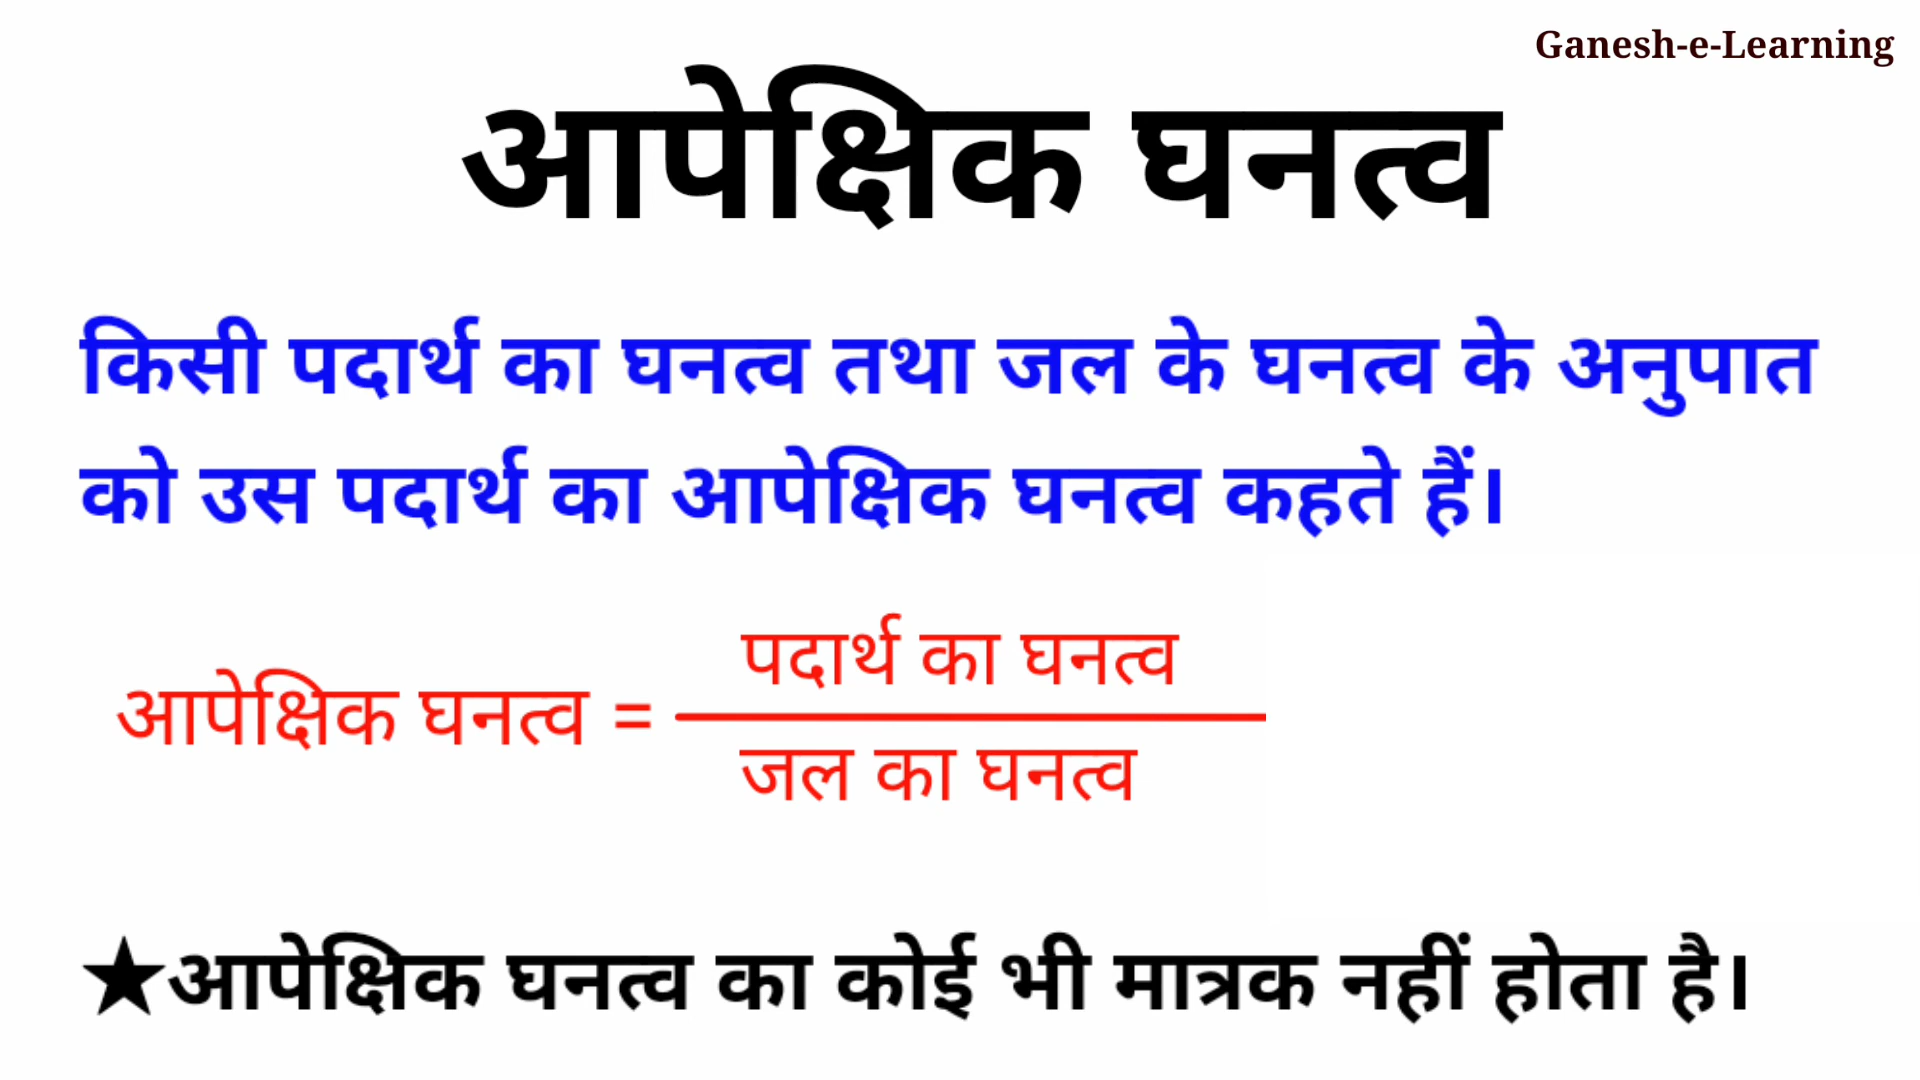 Ganesh-e-Learning
आपेक्षिक घनत्व
किसी पदार्थ का घनत्व तथा जल के घनत्व के अनुपात
को उस पदार्थ का आपेक्षिक घनत्व कहते हैं।
पदार्थ का घनत्व
आपेक्षिक घनत्व =
जल का घनत्व
★आपेक्षिक घनत्व का कोई भी मात्रक नहीं होता है।